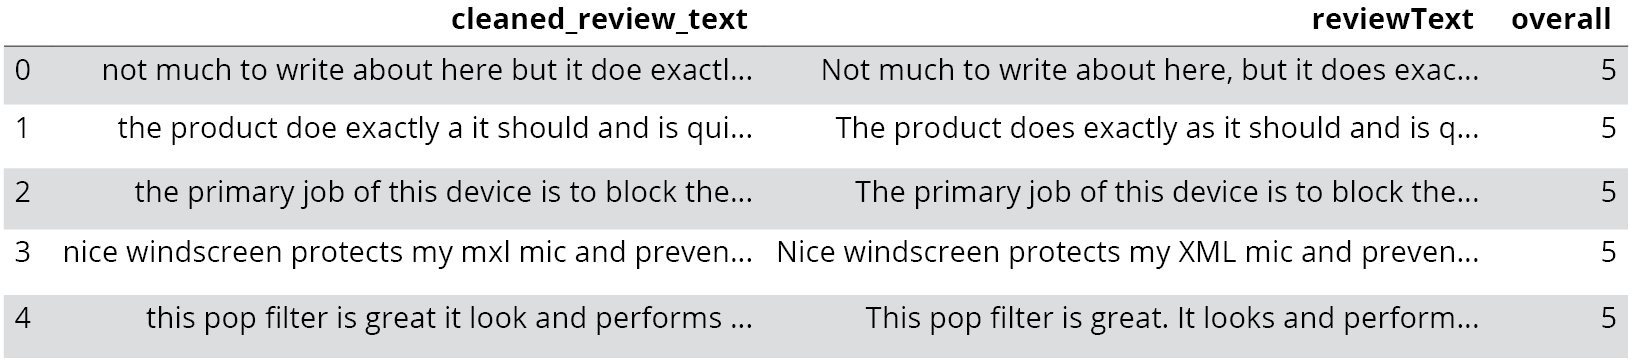 cleaned_review_text reviewText overall
0 not much to write about here but it doe exactl... Not much to write about here, but it does exac... 5
1 the product doe exactly a it should and is qui... The product does exactly as it should and is q... 5
2 the primary job of this device is to block the... The primary job of this device is to block the... 5
3 nice windscreen protects my mxl mic and preven... Nice windscreen protects my XML mic and preven... 5
4 this pop filter is great it look and performs ... This pop filter is great. It looks and perform... 5